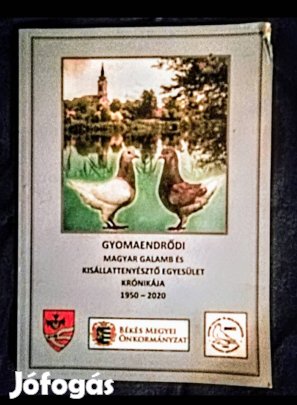 GYOMAENDRŐDI
MAGYAR GALAMB ÉS
KISÁLLATTENYÉSZTŐ EGYESÜLET
KRÓNIKÁJA
1950 – 2020
BÉKÉS MEGYEI
ÖNKORMÁNYZAT
Jófogás